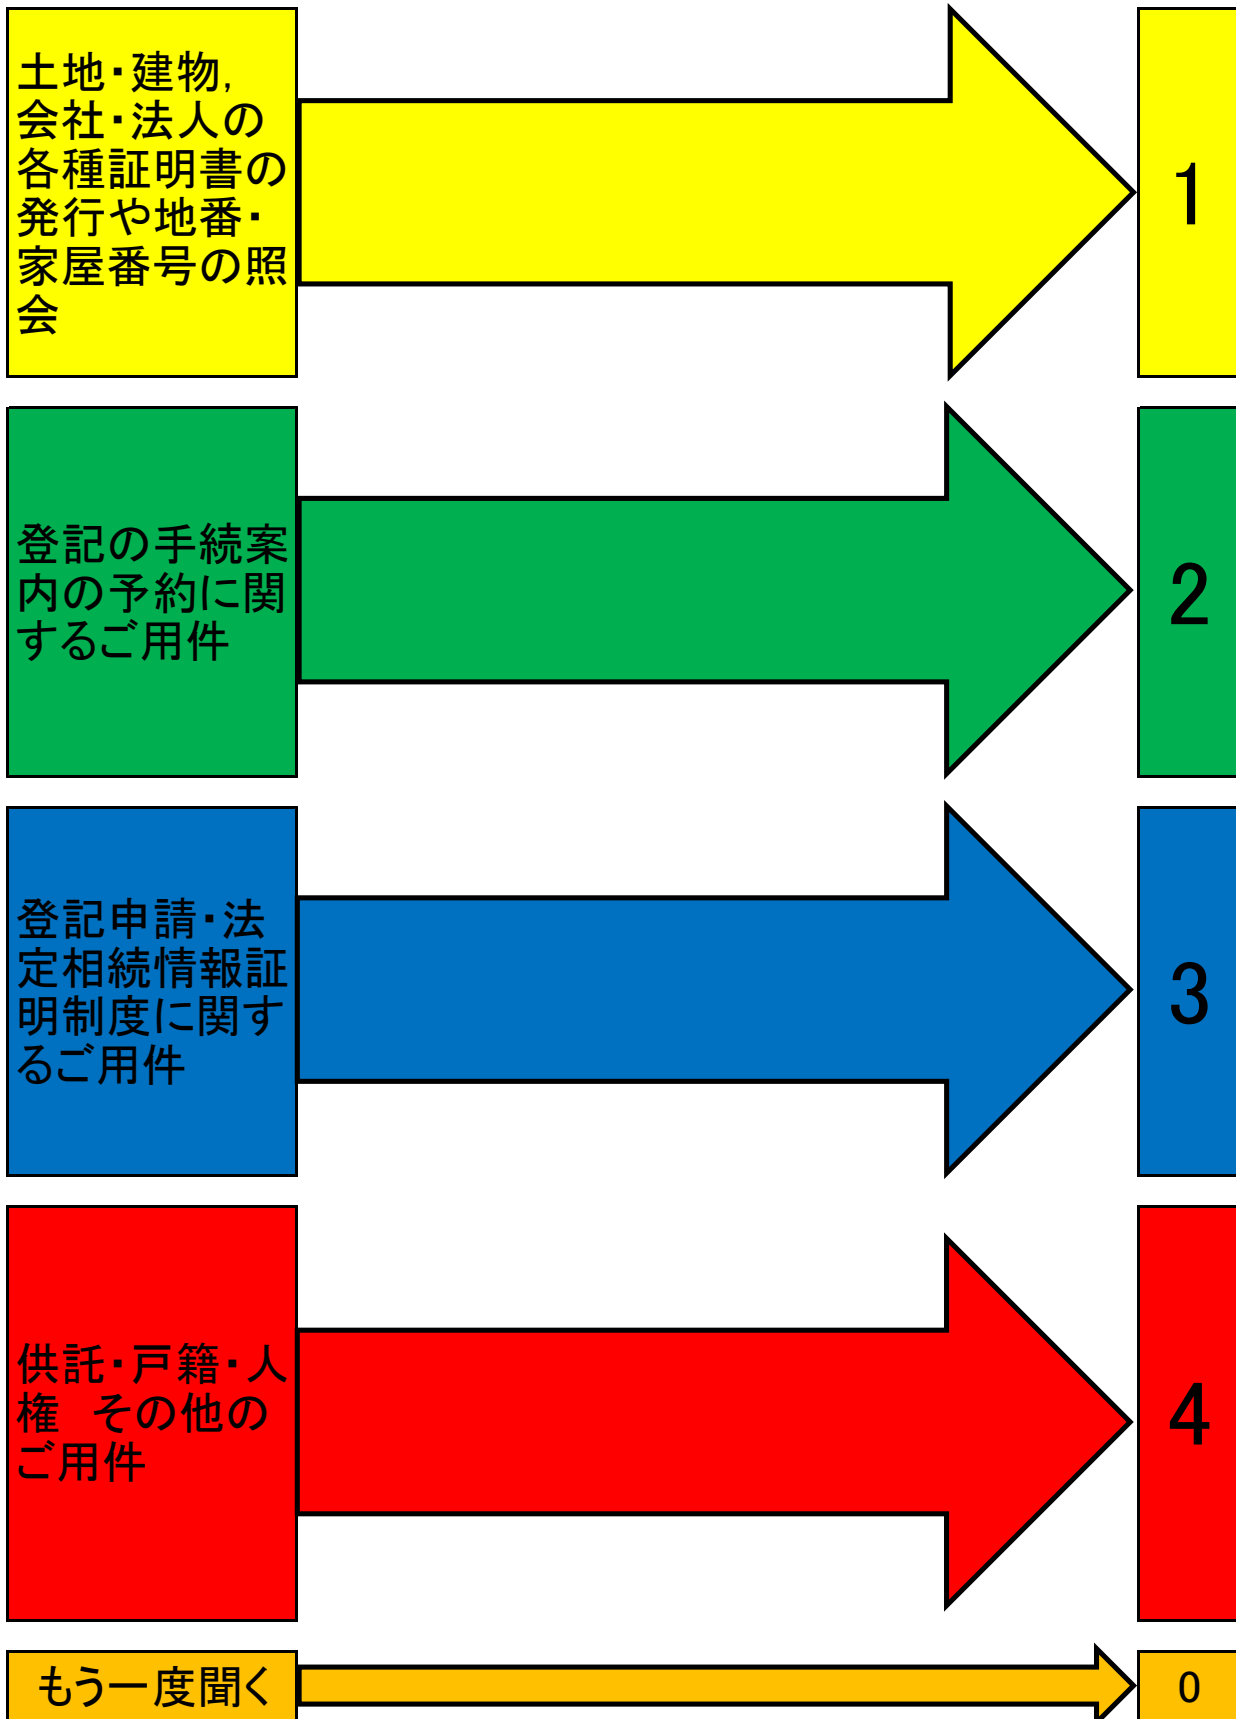 土地・建物,
会社・法人の
各種証明書の
発行や地番・
家屋番号の照
会
1
登記の手続案
内の予約に関
するご用件
2
登記申請・法
定相続情報証
明制度に関す
るご用件
3
供託・戸籍・人
権　その他の
ご用件
4
もう一度聞く
0